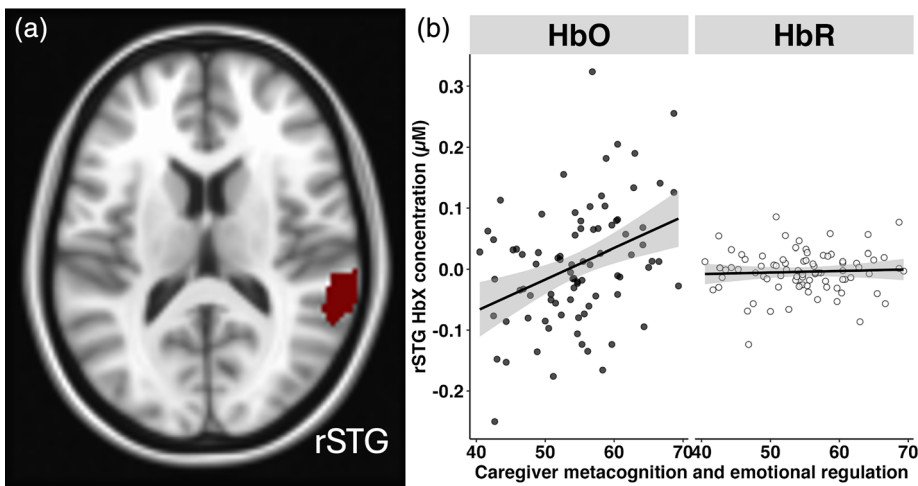 (a)
rSTG
(b)
HbO HbR
rSTG HbX concentration (µM)
0.3
0.2
0.1
0.0
-0.1
-0.2
40 50 60 70 40 50 60 70
Caregiver metacognition and emotional regulation